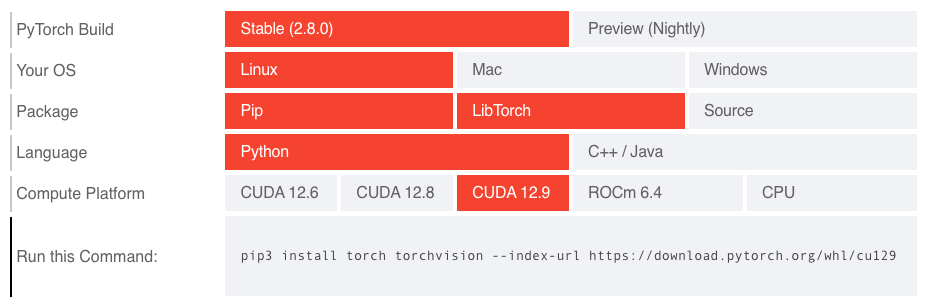 PyTorch Build Stable (2.8.0) Preview (Nightly)
Your OS Linux Mac Windows
Package Pip LibTorch Source
Language Python C++ / Java
Compute Platform CUDA 12.6 CUDA 12.8 CUDA 12.9 ROCm 6.4 CPU
Run this Command: pip3 install torch torchvision --index-url https://download.pytorch.org/whl/cu129